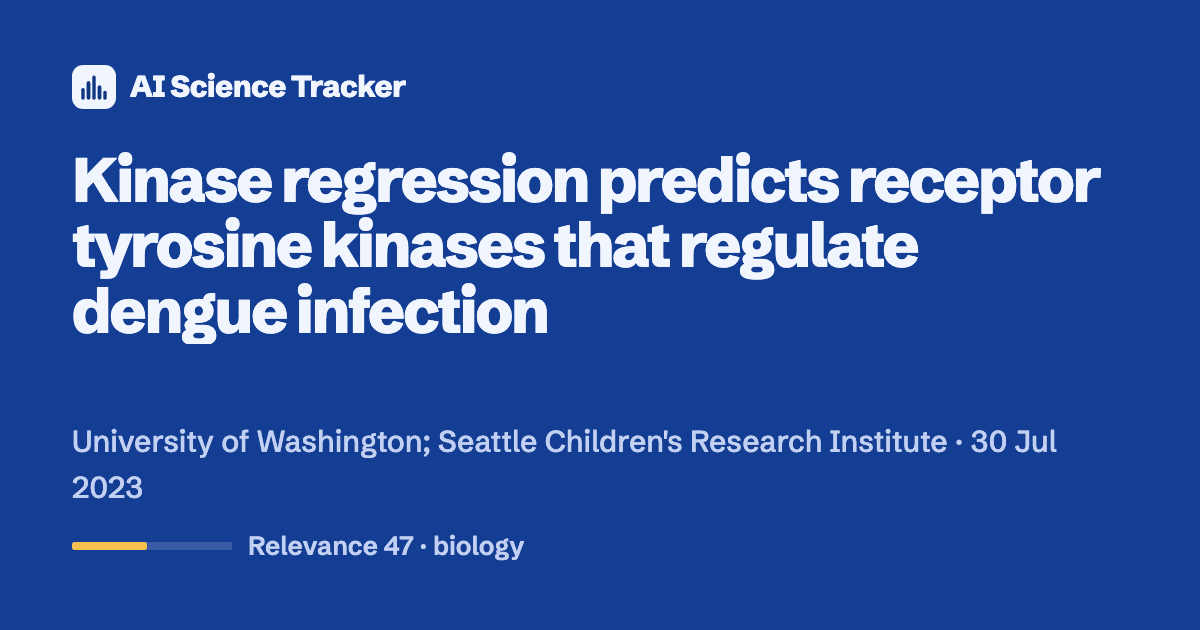 AI Science Tracker
Kinase regression predicts receptor
tyrosine kinases that regulate
dengue infection
University of Washington; Seattle Children's Research Institute · 30 Jul
2023
Relevance 47 · biology